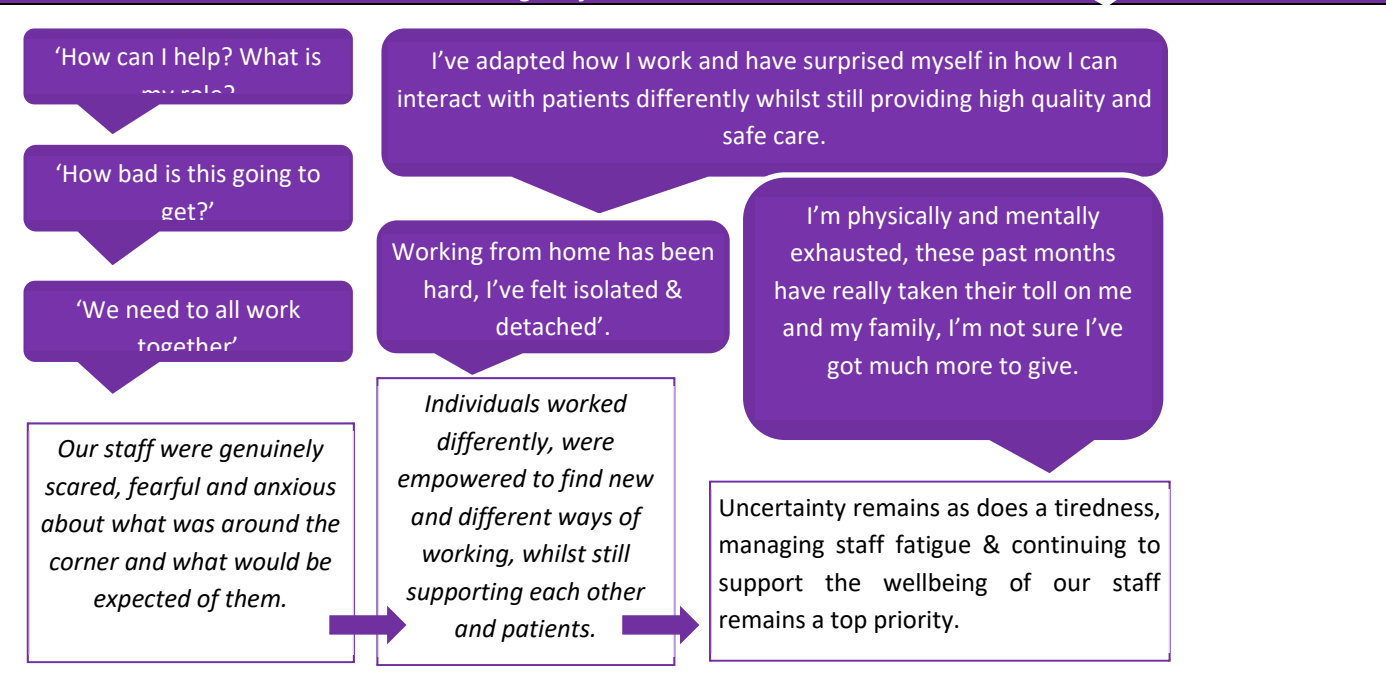 ‘How can I help? What is
my role?
‘How bad is this going to
get?’
‘We need to all work
together’
Our staff were genuinely
scared, fearful and anxious
about what was around the
corner and what would be
expected of them.
I’ve adapted how I work and have surprised myself in how I can
interact with patients differently whilst still providing high quality and
safe care.
Working from home has been
hard, I’ve felt isolated &
detached’.
Individuals worked
differently, were
empowered to find new
and different ways of
working, whilst still
supporting each other
and patients.
I’m physically and mentally
exhausted, these past months
have really taken their toll on me
and my family, I’m not sure I’ve
got much more to give.
Uncertainty remains as does a tiredness,
managing staff fatigue & continuing to
support the wellbeing of our staff
remains a top priority.